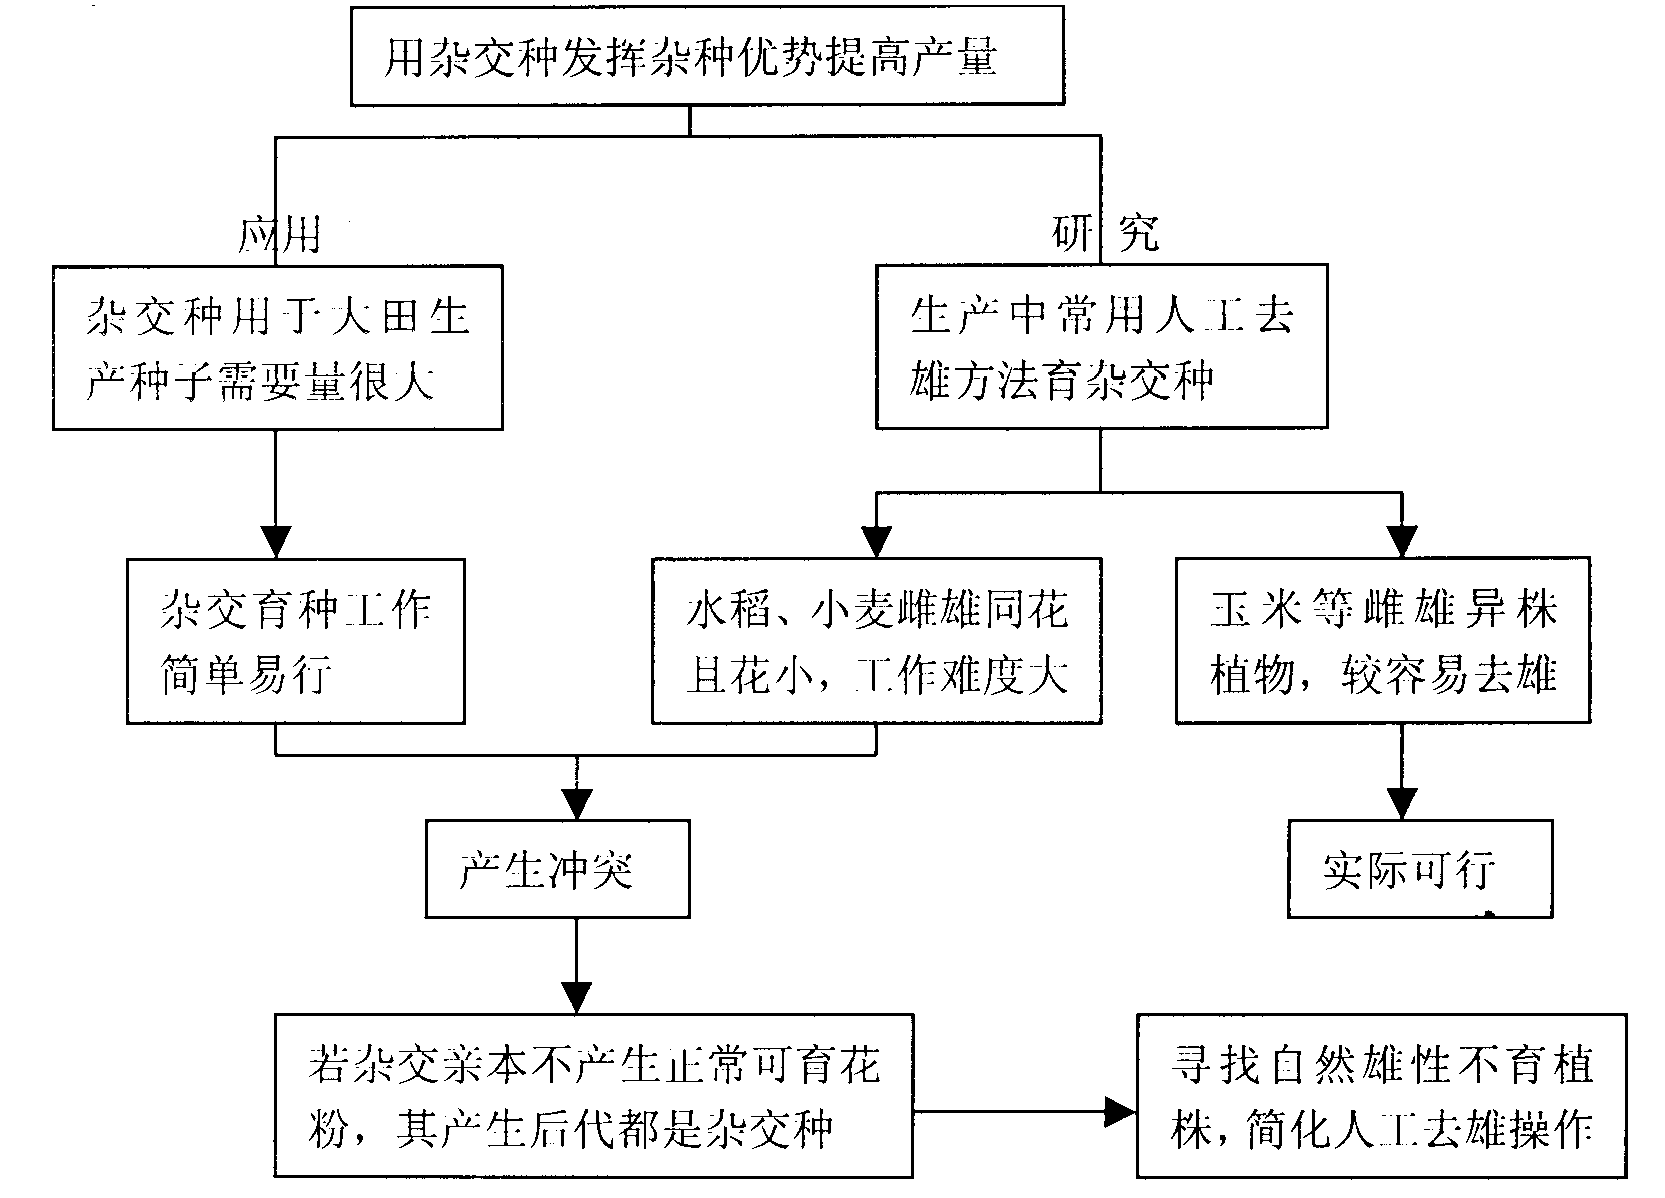 用杂交种发挥杂种优势提高产量
应用
研究
杂交种用于大田生
产种子需要量很大
生产中常用人工去
雄方法育杂交种
杂交育种工作
简单易行
水稻、小麦雌雄同花
且花小，工作难度大
玉米等雌雄异株
植物，较容易去雄
产生冲突
实际可行
若杂交亲本不产生正常可育花
粉，其产生后代都是杂交种
寻找自然雄性不育植
株，简化人工去雄操作